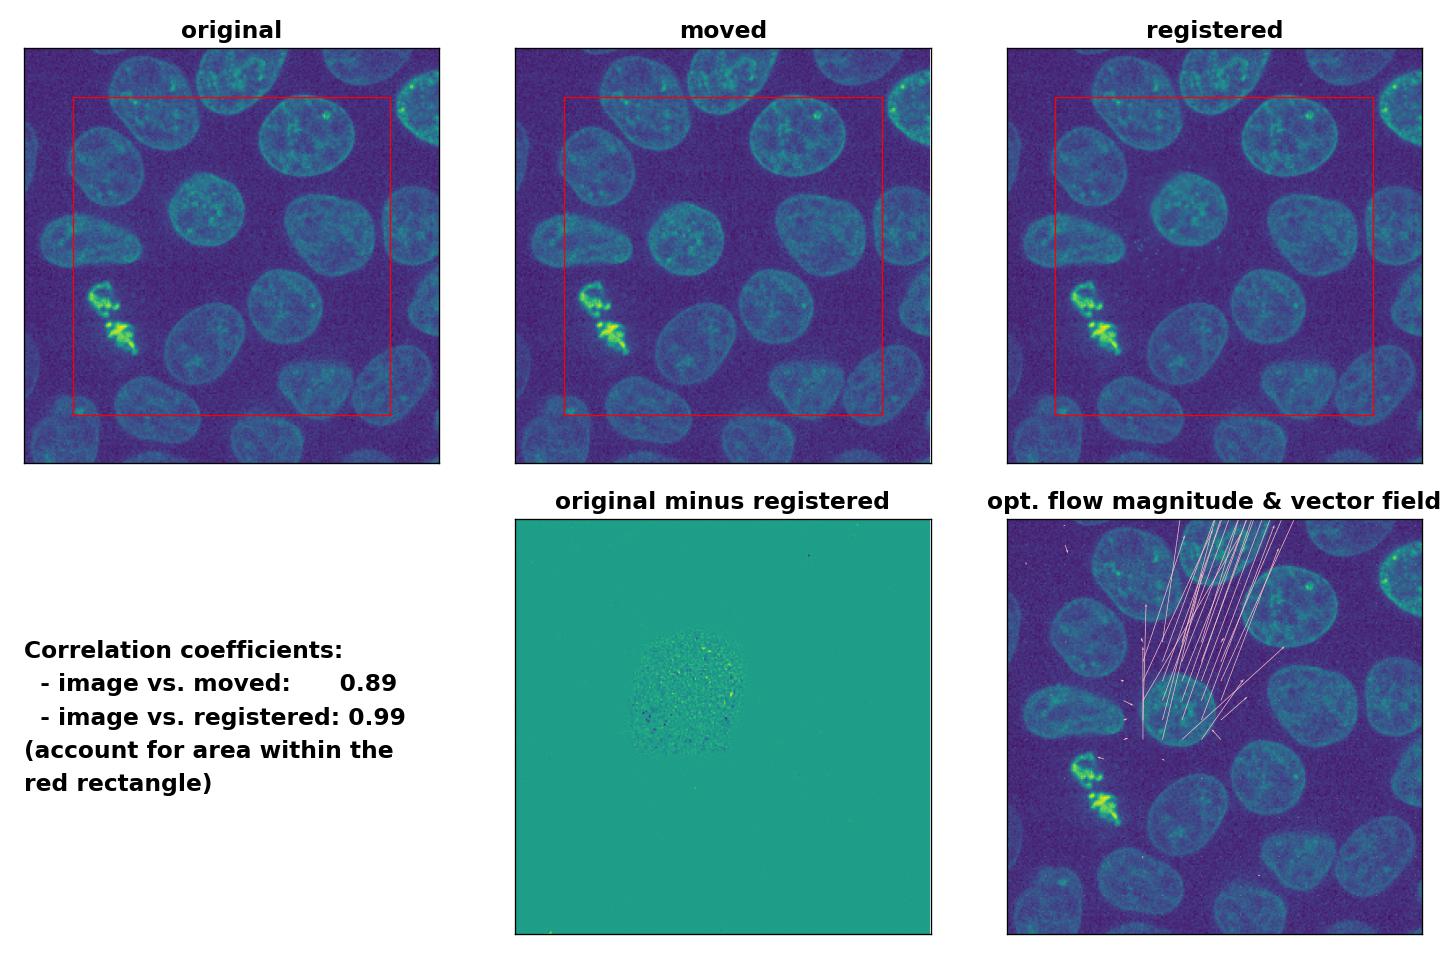 original
moved
registered
original minus registered
opt. flow magnitude & vector field
Correlation coefficients:
- image vs. moved: 0.89
- image vs. registered: 0.99
(account for area within the
red rectangle)